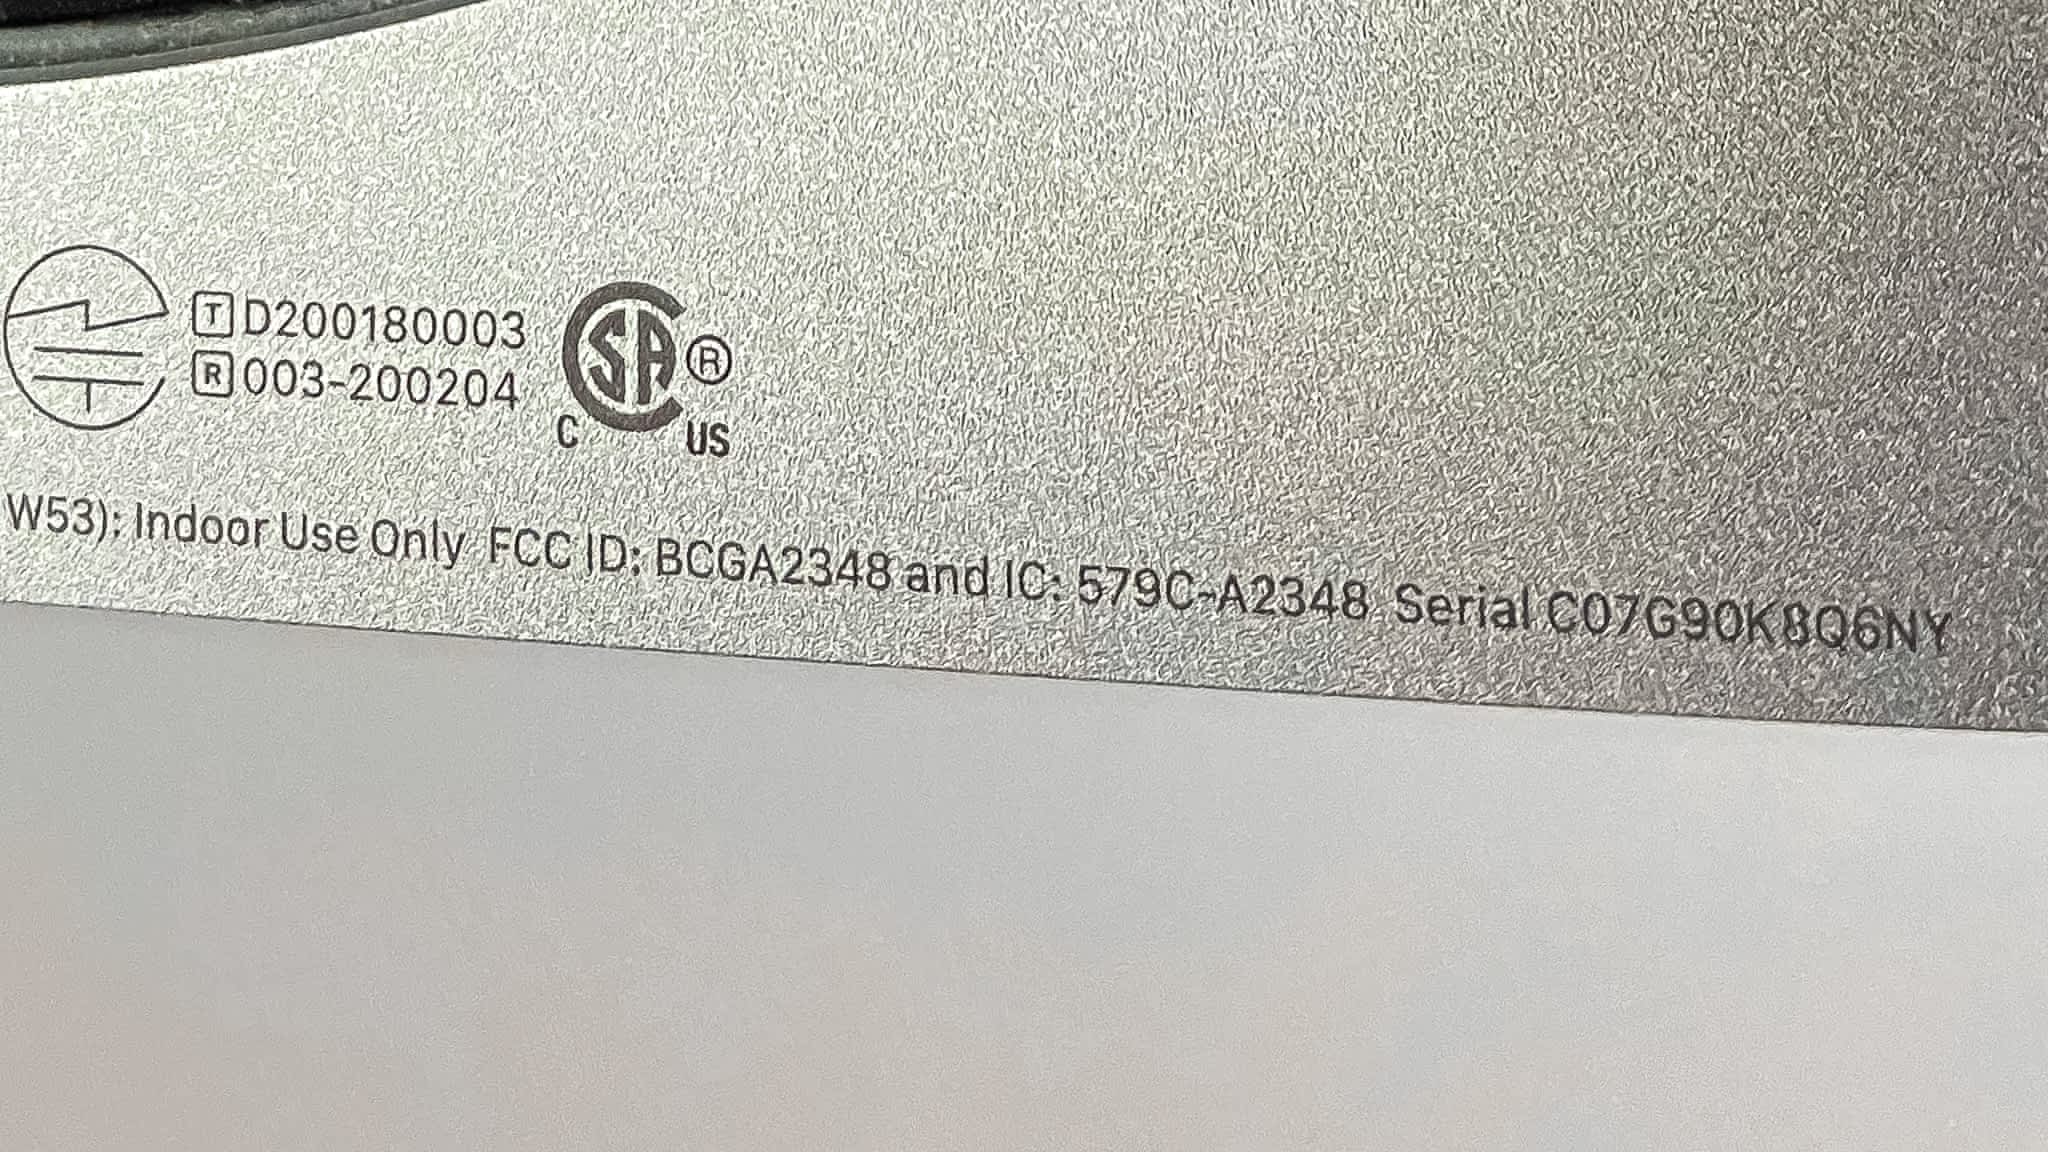 T D200180003
R 003-200204
SA ®
C US
W53): Indoor Use Only FCC ID: BCGA2348 and IC: 579C-A2348 Serial C07G90K8Q6NY